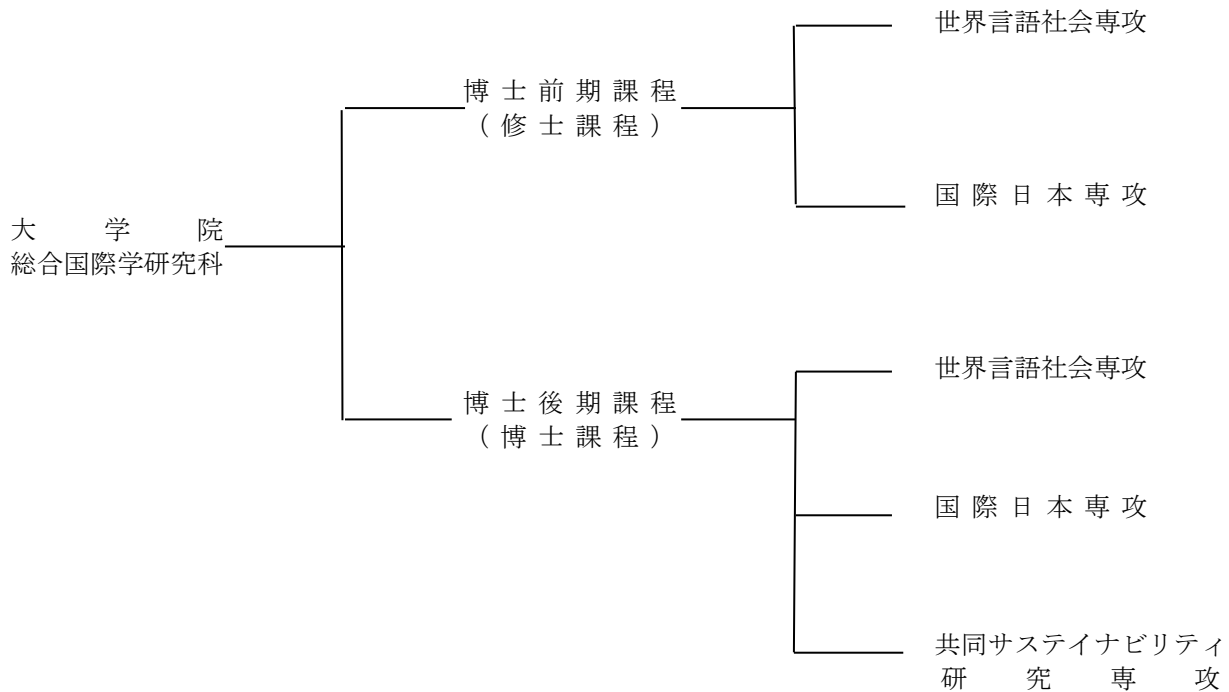 世界言語社会専攻
博士前期課程
（修士課程）
国際日本専攻
大学院
総合国際学研究科
世界言語社会専攻
博士後期課程
（博士課程）
国際日本専攻
共同サステイナビリティ
研究専攻